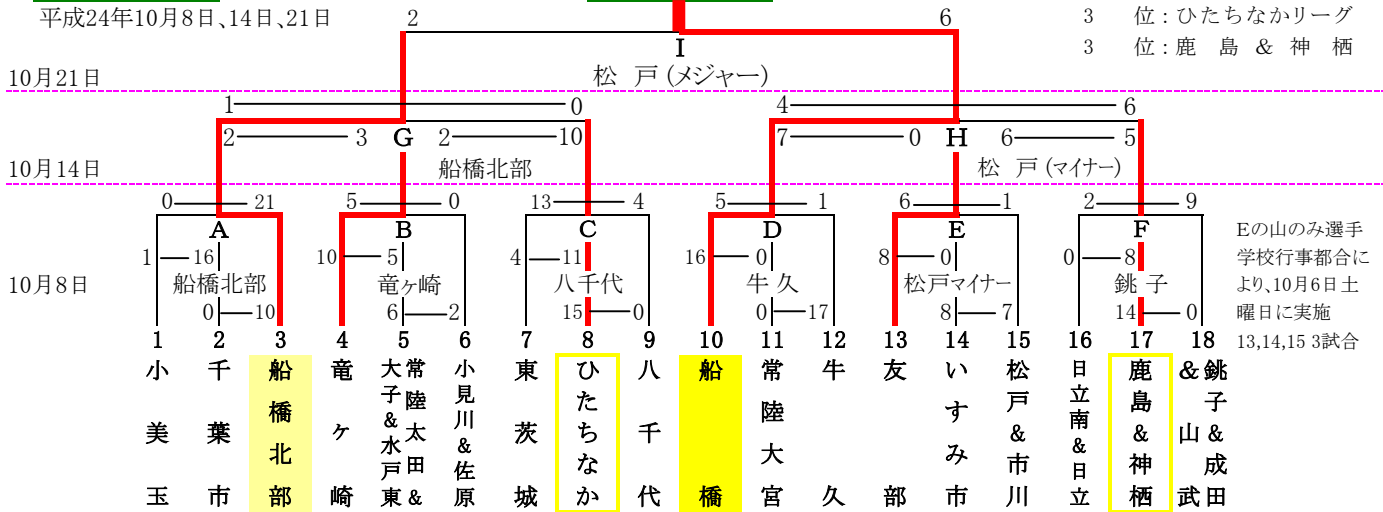 平成24年10月8日、14日、21日
2
6
3 位：ひたちなかリーグ
I
3 位：鹿 島 ＆ 神 栖
10月21日
松 戸（メジャー）
1 0
4 6
2 3 G 2 10
7 0 H 6 5
10月14日
船橋北部
松 戸（マイナー）
0 21
5 0
13 4
5 1
6 1
2 9
A
B
C
D
E
F
1 16
10 5
4 11
16 0
8 0
0 8
10月8日
船橋北部
竜ヶ崎
八千代
牛 久
松戸マイナー
銚 子
0 10
6 2
15 0
0 17
8 7
14 0
Eの山のみ選手
学校行事都合に
より、10月6日土
曜日に実施
13,14,15 3試合
1 2 3 4 5 6 7 8 9 10 11 12 13 14 15 16 17 18
小美玉
千葉市
船橋北部
竜ヶ崎
常陸太田＆
大子＆水戸東
小見川＆佐原
東茨城
ひたちなか
八千代
船橋
常陸大宮
牛久
友部
いすみ市
松戸＆市川
日立南＆日立
鹿島＆神栖
銚子＆成田
＆山武